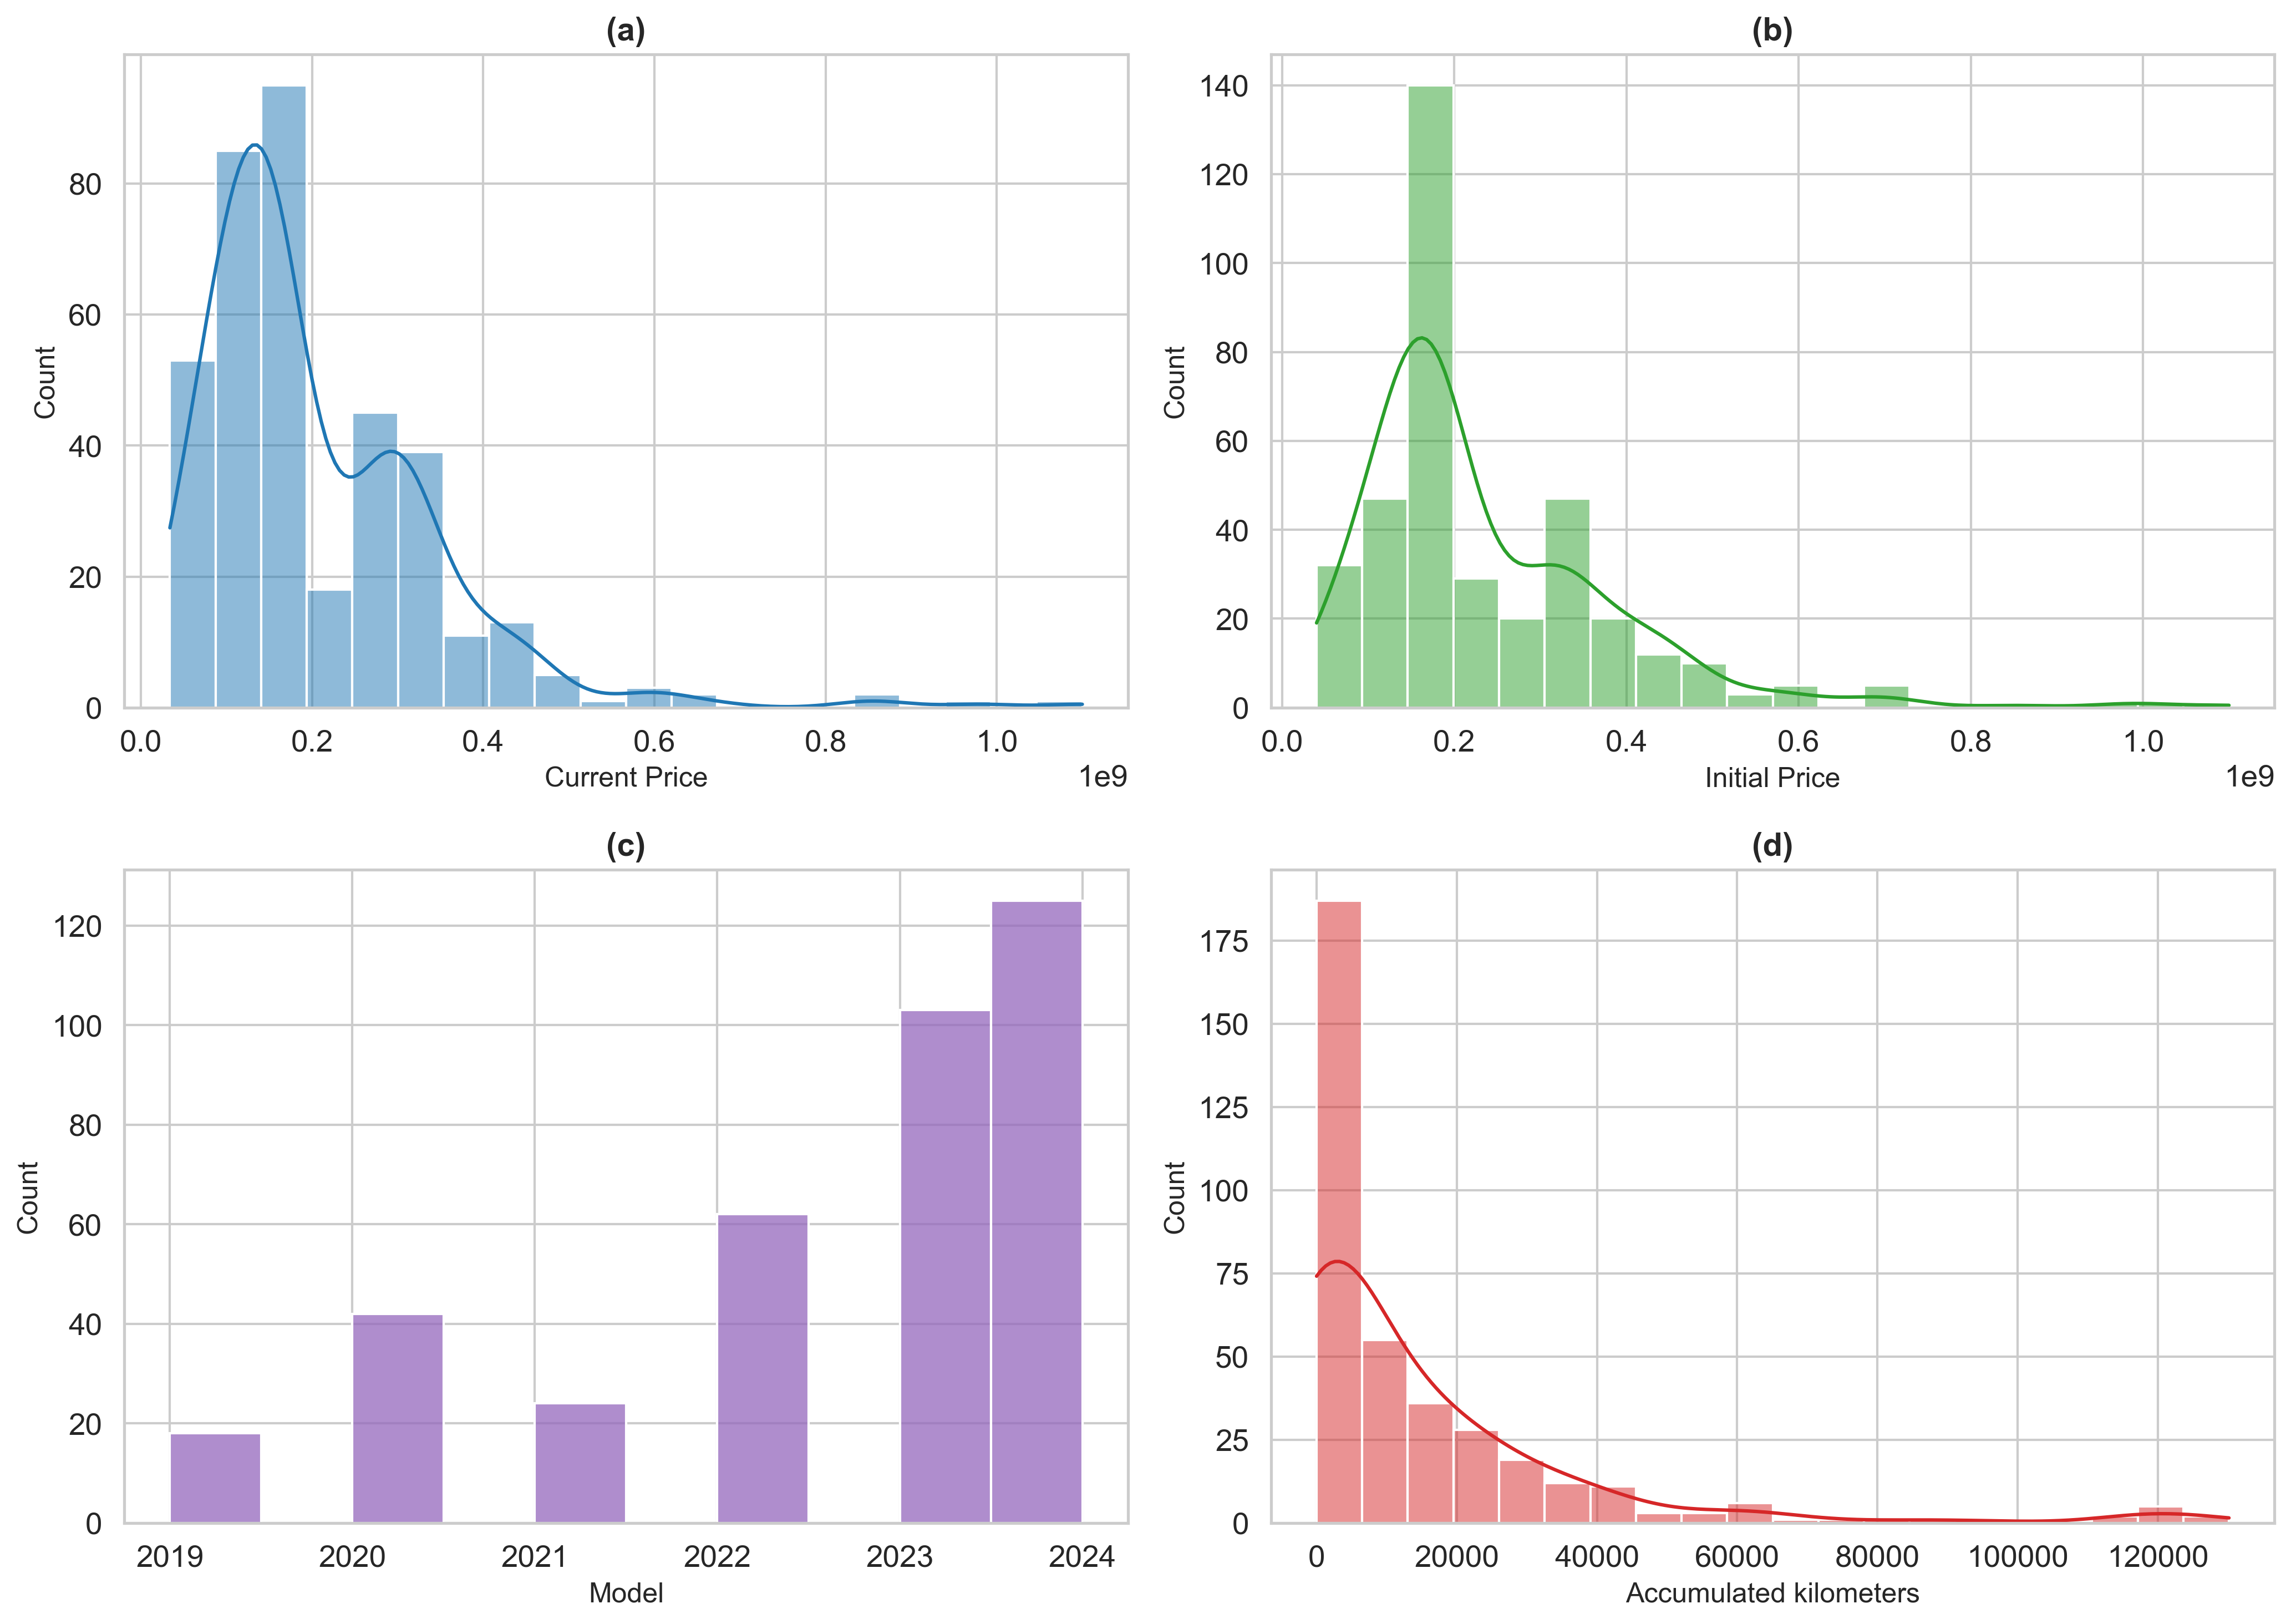 (a)
Count
80
60
40
20
0
0.0 0.2 0.4 0.6 0.8 1.0
Current Price
1e9
(b)
Count
140
120
100
80
60
40
20
0
0.0 0.2 0.4 0.6 0.8 1.0
Initial Price
1e9
(c)
Count
120
100
80
60
40
20
0
2019 2020 2021 2022 2023 2024
Model
(d)
Count
175
150
125
100
75
50
25
0
0 20000 40000 60000 80000 100000 120000
Accumulated kilometers